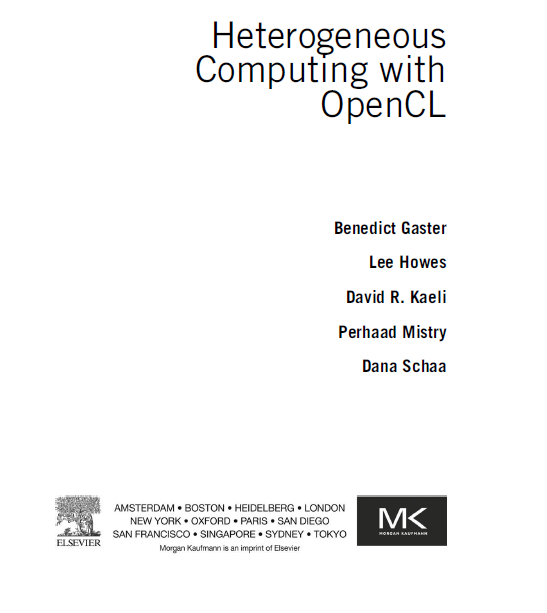 Heterogeneous
Computing with
OpenCL
Benedict Gaster
Lee Howes
David R. Kaeli
Perhaad Mistry
Dana Schaa
AMSTERDAM • BOSTON • HEIDELBERG • LONDON
NEW YORK • OXFORD • PARIS • SAN DIEGO
SAN FRANCISCO • SINGAPORE • SYDNEY • TOKYO
Morgan Kaufmann is an imprint of Elsevier
ELSEVIER
MK
MORGAN KAUFMANN